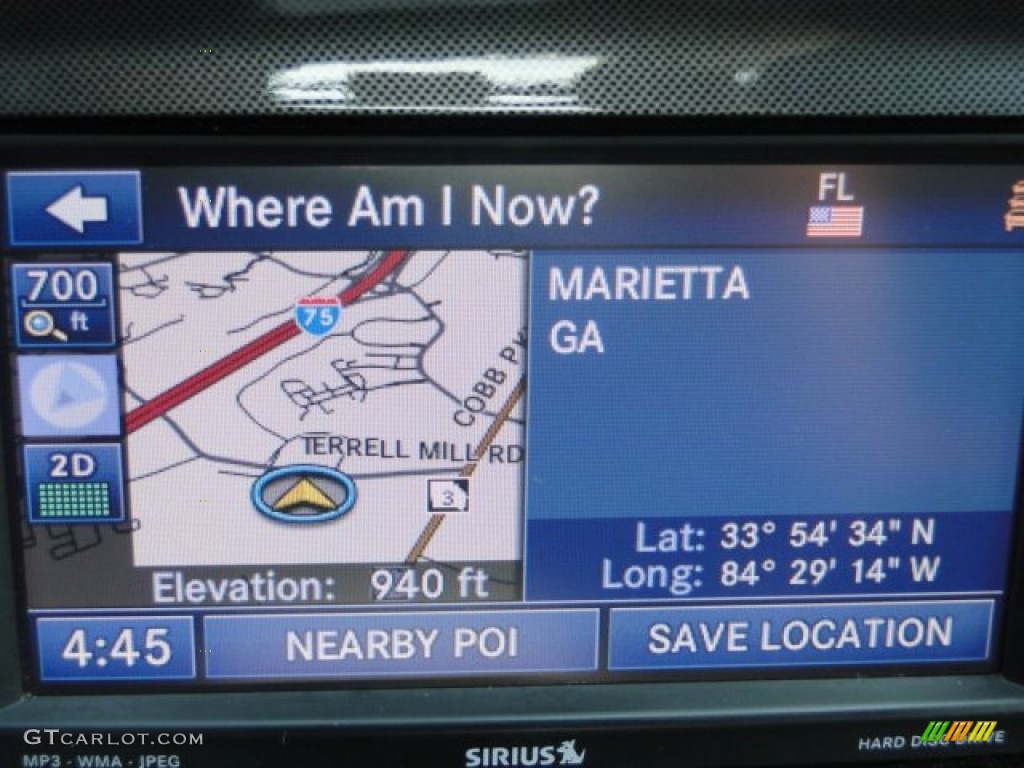 Where Am I Now?
FL
700
ft
75
MARIETTA
GA
COBB
TERRELL MILL RD
2D
3
Lat: 33° 54' 34" N
Long: 84° 29' 14" W
Elevation: 940 ft
4:45
NEARBY POI
SAVE LOCATION
GTCARLOT.COM
MP3 · WMA · JPEG
SIRIUS
HARD DISC DRIVE